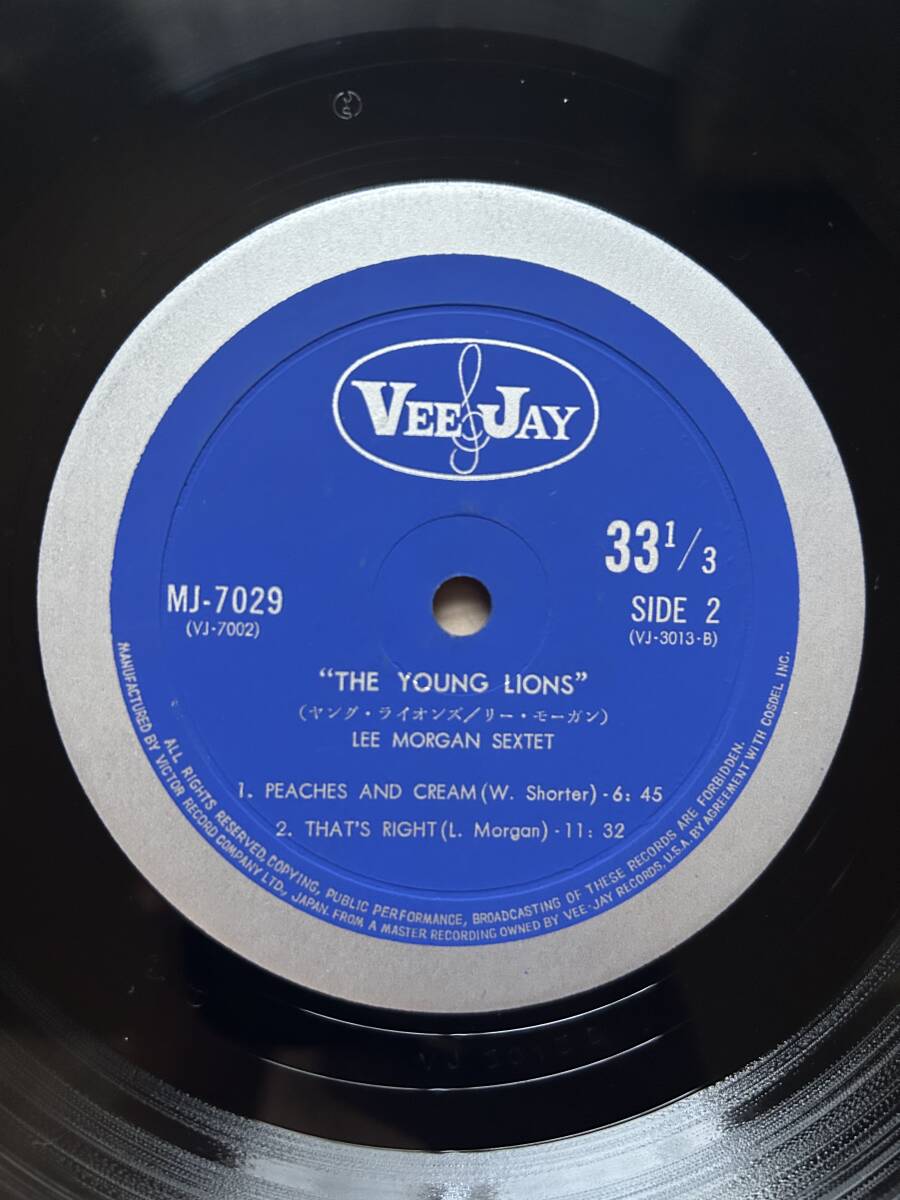 VEE JAY
33 1/3
MJ-7029
(VJ-7002)
SIDE 2
(VJ-3013-B)
"THE YOUNG LIONS"
(ヤング・ライオンズ/リー・モーガン)
LEE MORGAN SEXTET
1. PEACHES AND CREAM (W. Shorter) - 6: 45
2. THAT'S RIGHT (L. Morgan) - 11: 32
ALL RIGHTS RESERVED, COPYING, PUBLIC PERFORMANCE, BROADCASTING OF THESE RECORDS ARE FORBIDDEN.
MANUFACTURED BY VICTOR RECORD COMPANY LTD., JAPAN. FROM A MASTER RECORDING OWNED BY VEE-JAY RECORDS, U.S.A. BY AGREEMENT WITH COSDEL INC.